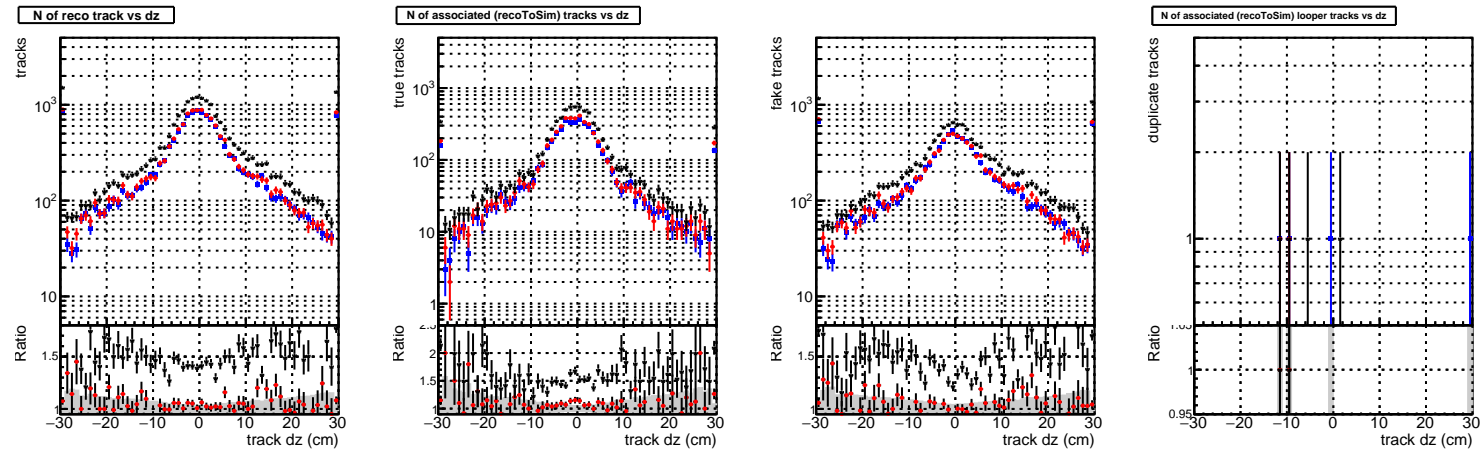 N of reco track vs dz
tracks
10³
10²
10
Ratio
1.5
1
−30 −20 −10 0 10 20 30
track dz (cm)
N of associated (recoToSim) tracks vs dz
true tracks
10³
10²
10
1
Ratio
2.5
2
1.5
1
−30 −20 −10 0 10 20 30
track dz (cm)
fake tracks
10³
10²
10
Ratio
1.5
1
−30 −20 −10 0 10 20 30
track dz (cm)
N of associated (recoToSim) looper tracks vs dz
duplicate tracks
1
Ratio
1.05
1
0.95
−30 −20 −10 0 10 20 30
track dz (cm)